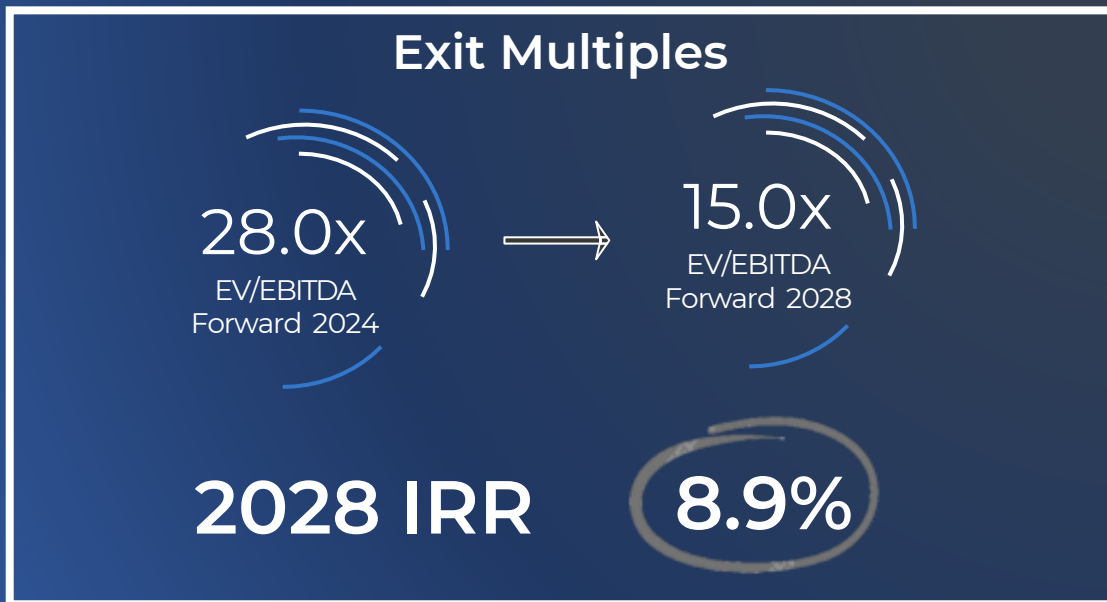 Exit Multiples
28.0x
EV/EBITDA
Forward 2024
15.0x
EV/EBITDA
Forward 2028
2028 IRR
8.9%